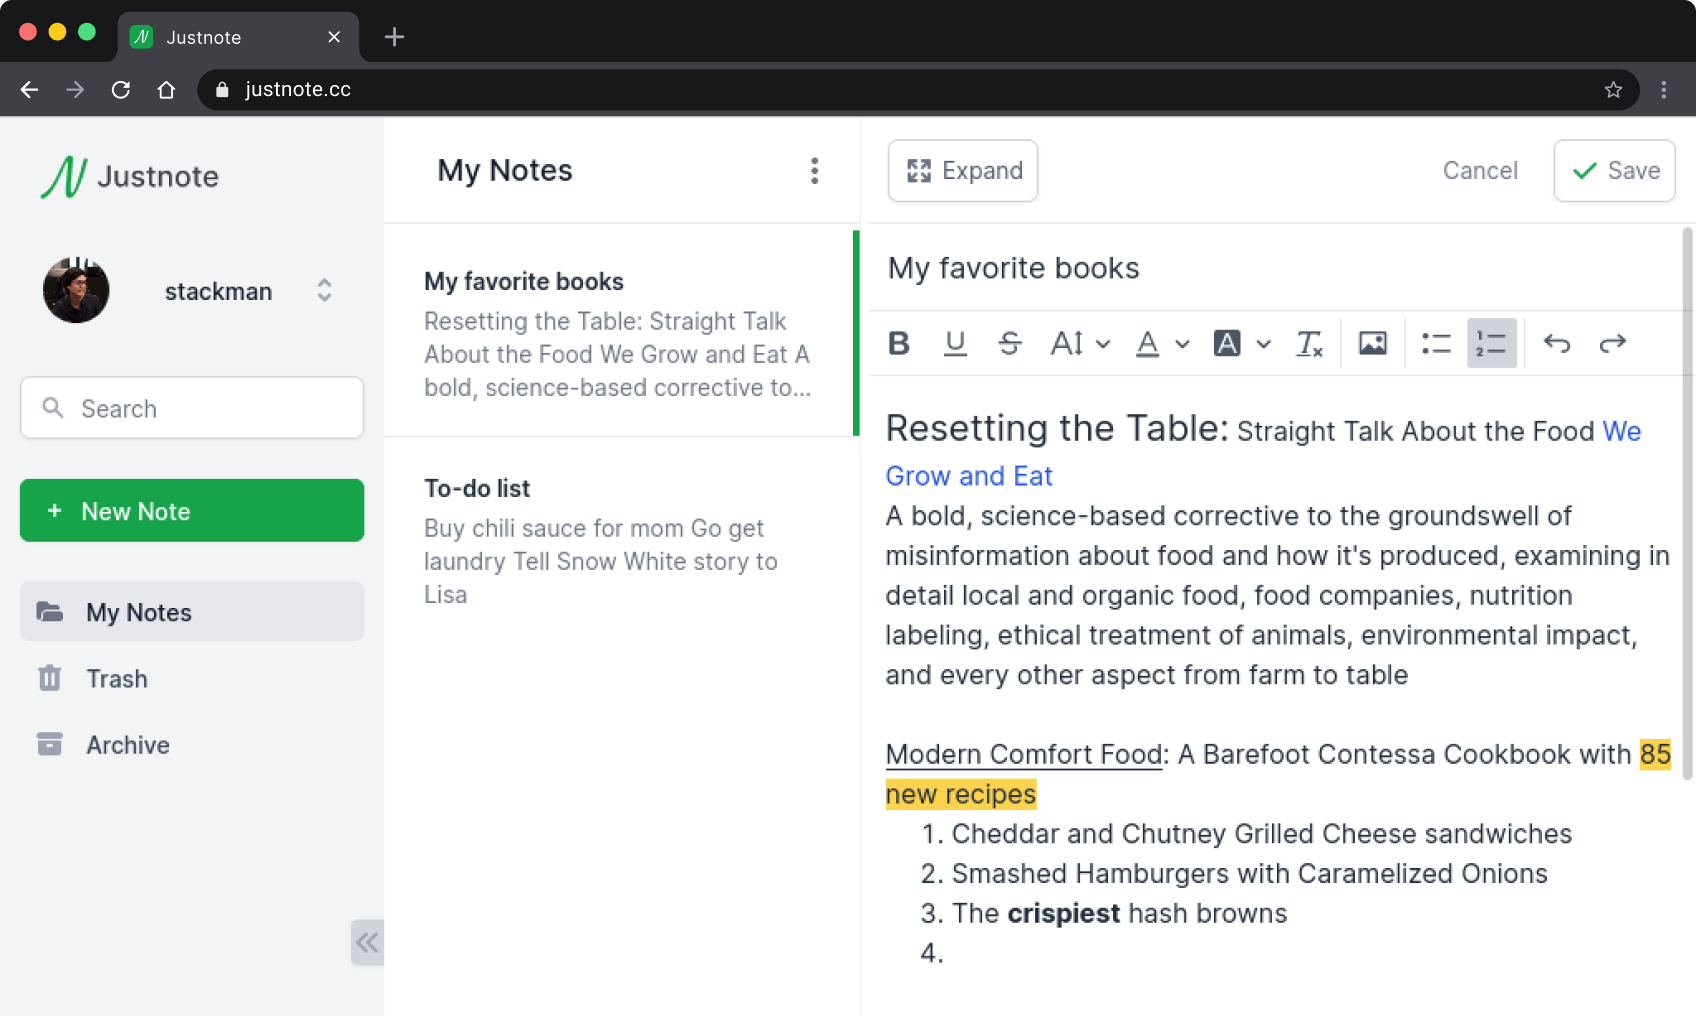 Justnote
justnote.cc
Justnote
stackman
Search
+ New Note
My Notes
Trash
Archive
My Notes
My favorite books
Resetting the Table: Straight Talk
About the Food We Grow and Eat A
bold, science-based corrective to...
To-do list
Buy chili sauce for mom Go get
laundry Tell Snow White story to
Lisa
Expand
Cancel
Save
My favorite books
Resetting the Table: Straight Talk About the Food We
Grow and Eat
A bold, science-based corrective to the groundswell of
misinformation about food and how it's produced, examining in
detail local and organic food, food companies, nutrition
labeling, ethical treatment of animals, environmental impact,
and every other aspect from farm to table
Modern Comfort Food: A Barefoot Contessa Cookbook with 85
new recipes
1. Cheddar and Chutney Grilled Cheese sandwiches
2. Smashed Hamburgers with Caramelized Onions
3. The crispiest hash browns
4.